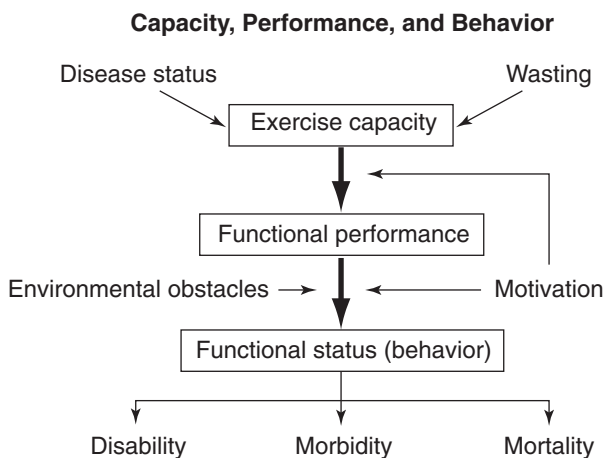 Capacity, Performance, and Behavior
Disease status
Wasting
Exercise capacity
Functional performance
Environmental obstacles
Motivation
Functional status (behavior)
Disability
Morbidity
Mortality